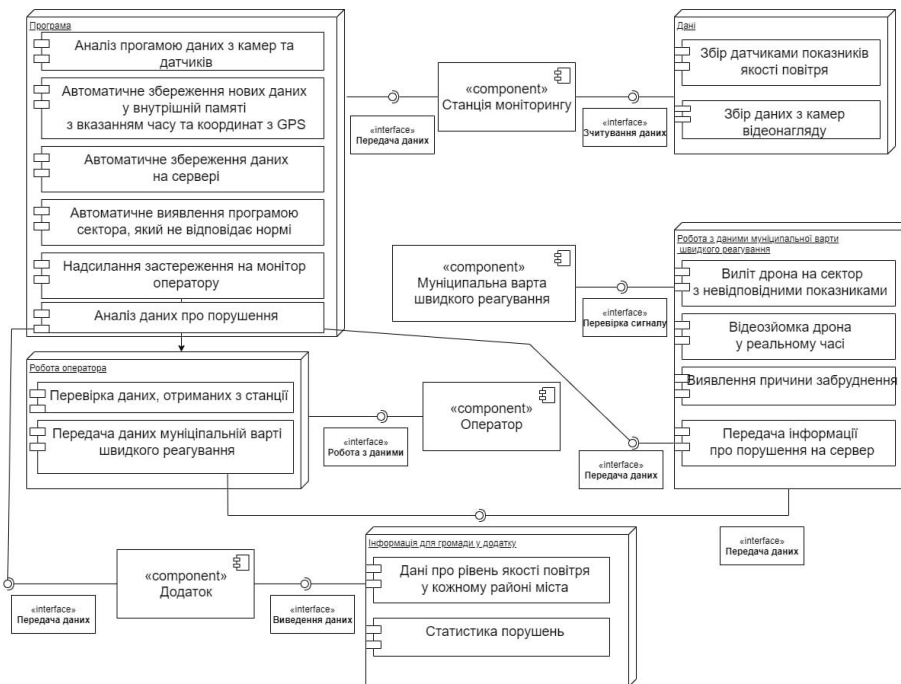 Програма
Аналіз прогамою даних з камер та
датчиків
Автоматичне збереження нових даних
у внутрішній памяті
з вказанням часу та координат з GPS
Автоматичне збереження даних
на сервері
Автоматичне виявлення програмою
сектора, який не відповідає нормі
Надсилання застереження на монітор
оператору
Аналіз даних про порушення
«interface»
Передача даних
«component»
Станція моніторингу
«interface»
Зчитування даних
Дані
Збір датчиками показників
якості повітря
Збір даних з камер
відеонагляду
«component»
Муніципальна варта
швидкого реагування
«interface»
Перевірка сигналу
Робота з даними муніципальної варти
швидкого реагування
Виліт дрона на сектор
з невідповідними показниками
Відеозйомка дрона
у реальному часі
Виявлення причини забруднення
Передача інформації
про порушення на сервер
Робота оператора
Перевірка даних, отриманих з станції
Передача даних муніціпальній варті
швидкого реагування
«interface»
Робота з даними
«component»
Оператор
«interface»
Передача даних
«interface»
Передача даних
«interface»
Передача даних
«component»
Додаток
«interface»
Виведення даних
Інформація для громади у додатку
Дані про рівень якості повітря
у кожному районі міста
Статистика порушень